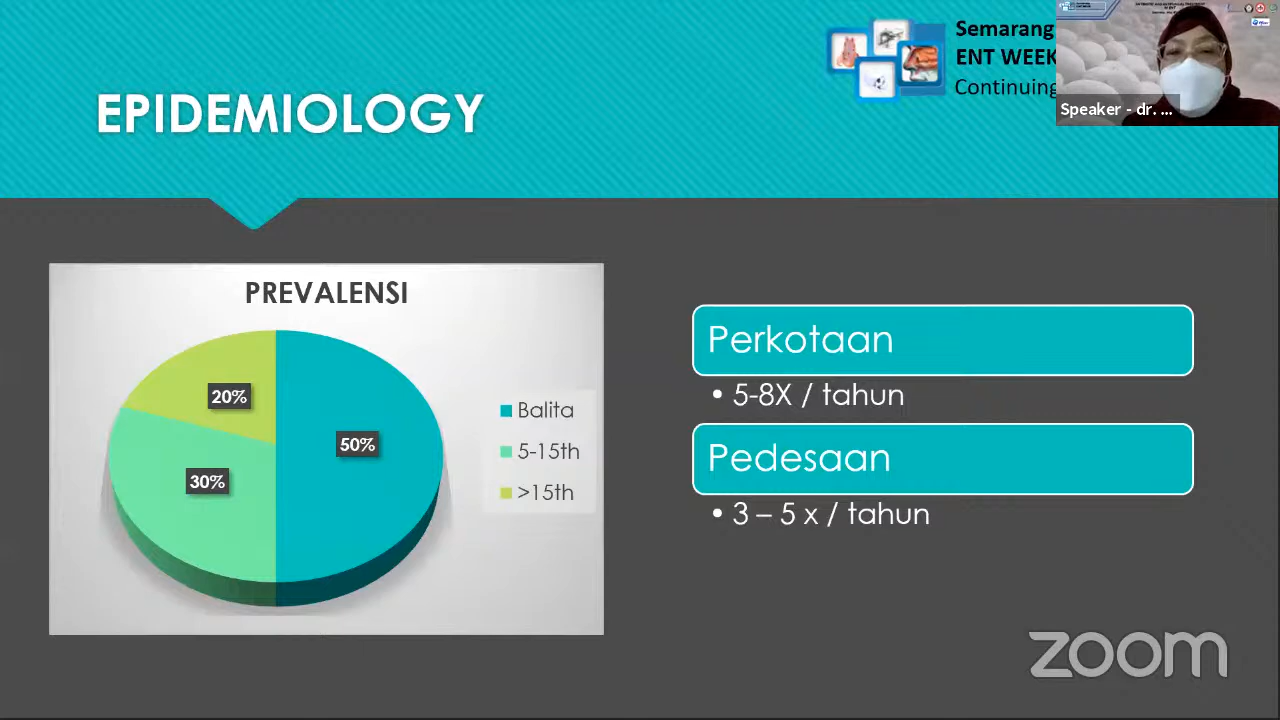 EPIDEMIOLOGY
Semarang
ENT WEEK
Continuing
Speaker - dr. ...
PREVALENSI
20%
50%
30%
Balita
5-15th
>15th
Perkotaan
• 5-8X / tahun
Pedesaan
• 3 – 5 x / tahun
zoom